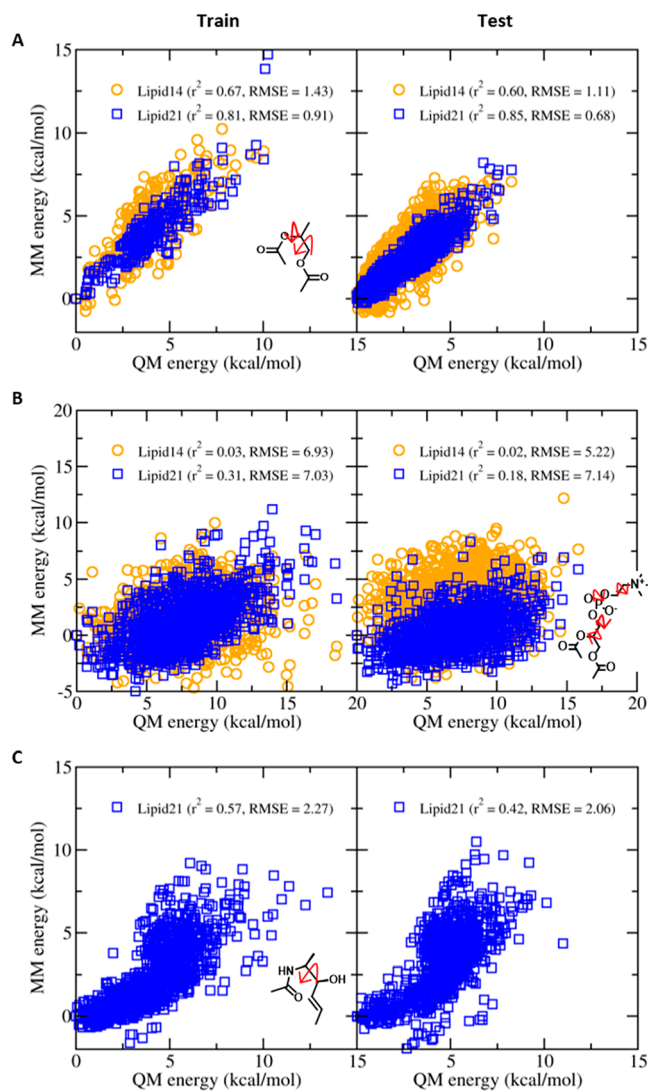 Train Test
A
15
10
5
0
MM energy (kcal/mol)
Lipid14 (r² = 0.67, RMSE = 1.43)
Lipid21 (r² = 0.81, RMSE = 0.91)
O
O
O
O
0 5 10 15
QM energy (kcal/mol)
Lipid14 (r² = 0.60, RMSE = 1.11)
Lipid21 (r² = 0.85, RMSE = 0.68)
5 10 15
QM energy (kcal/mol)
B
20
15
10
5
0
-5
MM energy (kcal/mol)
Lipid14 (r² = 0.03, RMSE = 6.93)
Lipid21 (r² = 0.31, RMSE = 7.03)
0 5 10 15 20
QM energy (kcal/mol)
Lipid14 (r² = 0.02, RMSE = 5.22)
Lipid21 (r² = 0.18, RMSE = 7.14)
5 10 15 20
QM energy (kcal/mol)
C
15
10
5
0
MM energy (kcal/mol)
Lipid21 (r² = 0.57, RMSE = 2.27)
HN
OH
O
0 5 10 15
QM energy (kcal/mol)
Lipid21 (r² = 0.42, RMSE = 2.06)
5 10 15
QM energy (kcal/mol)